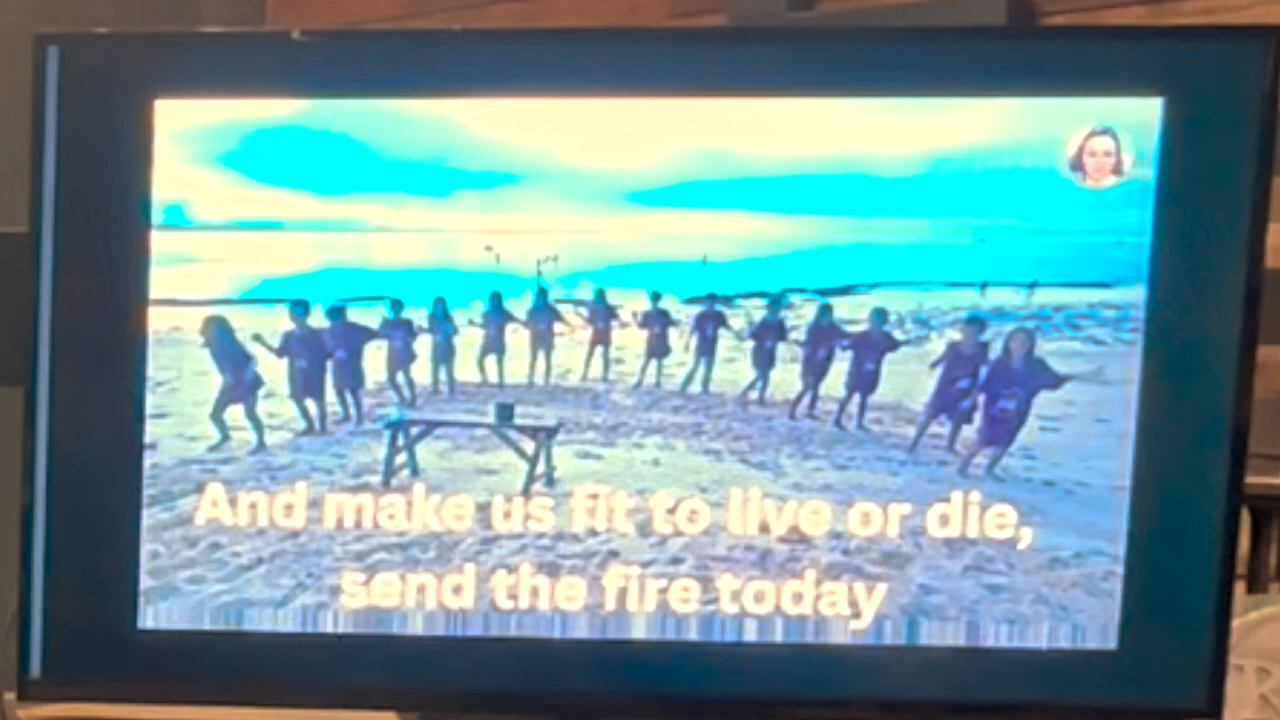 And make us fit to live or die,
send the fire today